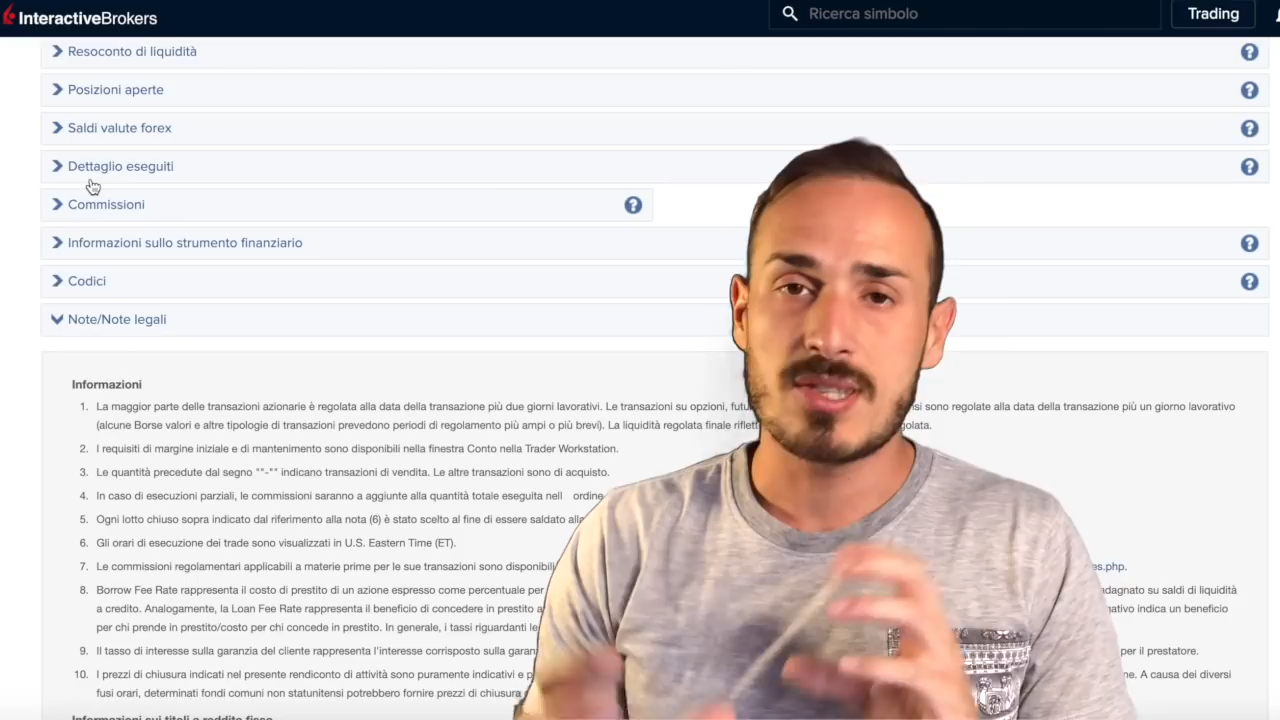 InteractiveBrokers
Ricerca simbolo
Trading
Resoconto di liquidità
Posizioni aperte
Saldi valute forex
Dettaglio eseguiti
Commissioni
Informazioni sullo strumento finanziario
Codici
Note/Note legali
Informazioni
1. La maggior parte delle transazioni azionarie è regolata alla data della transazione più due giorni lavorativi. Le transazioni su opzioni, si sono regolate alla data della transazione più un giorno lavorativo
(alcune Borse valori e altre tipologie di transazioni prevedono periodi di regolamento più ampi o più brevi). La liquidità regolata finale
2. I requisiti di margine iniziale e di mantenimento sono disponibili nella finestra Conto nella Trader Workstation.
3. Le quantità precedute dal segno ""-"" indicano transazioni di vendita. Le altre transazioni sono di acquisto.
4. In caso di esecuzioni parziali, le commissioni saranno a aggiunte alla quantità totale eseguita nell ordine
5. Ogni lotto chiuso sopra indicato dal riferimento alla nota (6) è stato scelto al fine di essere saldato
6. Gli orari di esecuzione dei trade sono visualizzati in U.S. Eastern Time (ET).
7. Le commissioni regolamentari applicabili a materie prime per le sue transazioni sono disponibili es.php.
8. Borrow Fee Rate rappresenta il costo di prestito di un azione espresso come percentuale per su saldi di liquidità
a credito. Analogamente, la Loan Fee Rate rappresenta il beneficio di concedere in prestito indica un beneficio
per chi prende in prestito/costo per chi concede in prestito. In generale, i tassi riguardanti
9. Il tasso di interesse sulla garanzia del cliente rappresenta l'interesse corrisposto sulla per il prestatore.
10. I prezzi di chiusura indicati nel presente rendiconto di attività sono puramente indicativi e A causa dei diversi
fusi orari, determinati fondi comuni non statunitensi potrebbero fornire prezzi di chiusura
Informazioni sui titoli a reddito fisso